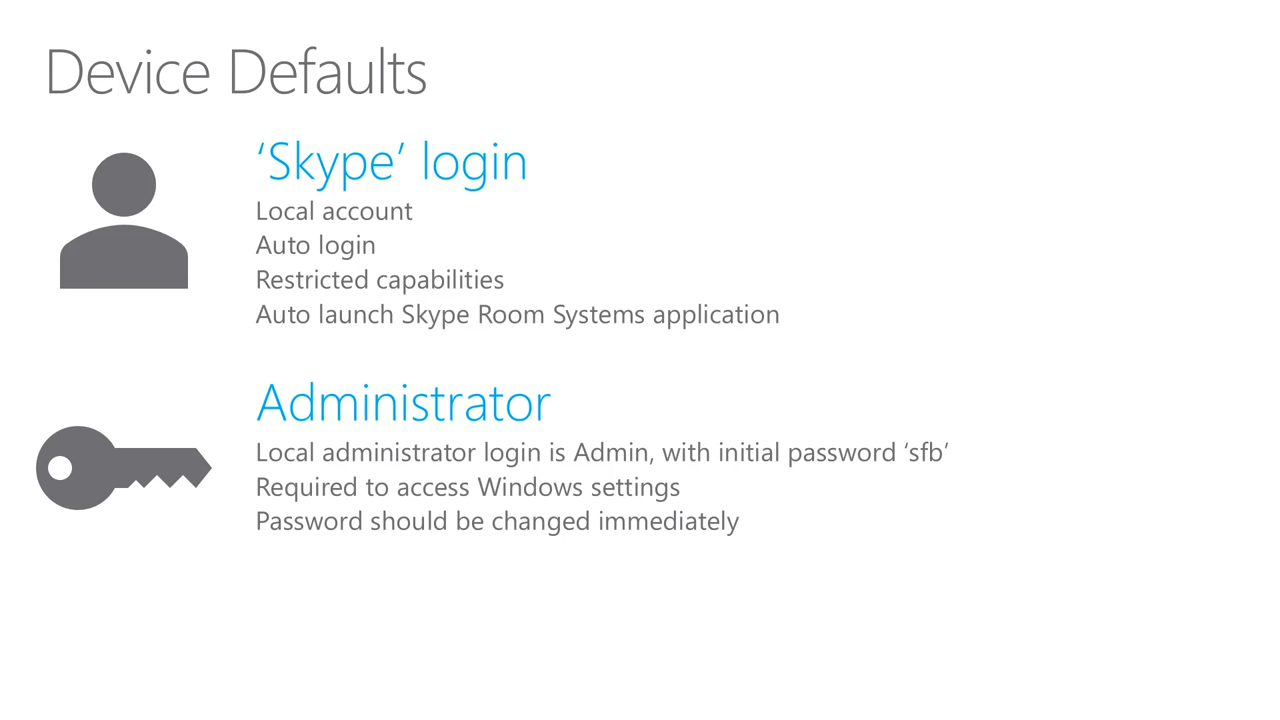 Device Defaults
‘Skype’ login
Local account
Auto login
Restricted capabilities
Auto launch Skype Room Systems application
Administrator
Local administrator login is Admin, with initial password ‘sfb’
Required to access Windows settings
Password should be changed immediately